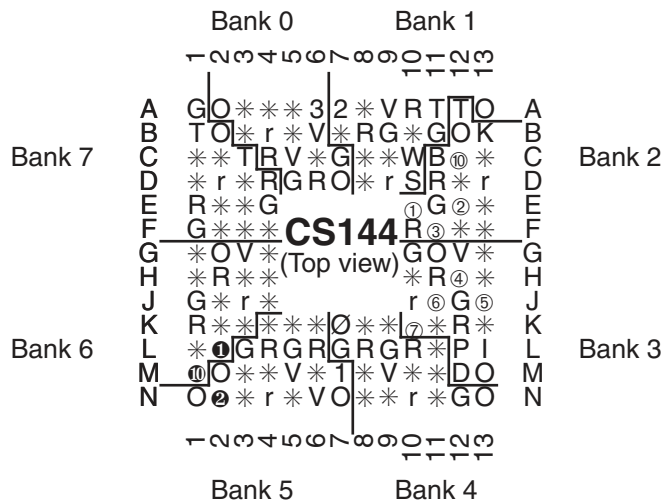 Bank 0 Bank 1
1 2 3 4 5 6 7 8 9 10 11 12 13
A G O ✳ ✳ ✳ 3 2 ✳ V R T T O A
B T O ✳ r ✳ V ✳ R G ✳ G O K B
Bank 7 C ✳ ✳ T R V ✳ G ✳ ✳ W B ⑩ ✳ C Bank 2
D ✳ r ✳ R G R O ✳ r S R ✳ r D
E R ✳ ✳ G ① G ② ✳ E
F G ✳ ✳ ✳ CS144 R ③ ✳ ✳ F
G ✳ O V ✳ (Top view) G O V ✳ G
H ✳ R ✳ ✳ ✳ R ④ ✳ H
J G ✳ r ✳ r ⑥ G ⑤ J
K R ✳ ✳ ✳ ✳ ✳ Ø ✳ ✳ ⑦ ✳ R ✳ K
Bank 6 L ✳ ❶ G R G R G R G R ✳ P I L Bank 3
M ❿ O ✳ ✳ V ✳ 1 ✳ V ✳ ✳ D O M
N O ❷ ✳ r ✳ V O ✳ ✳ r ✳ G O N
1 2 3 4 5 6 7 8 9 10 11 12 13
Bank 5 Bank 4